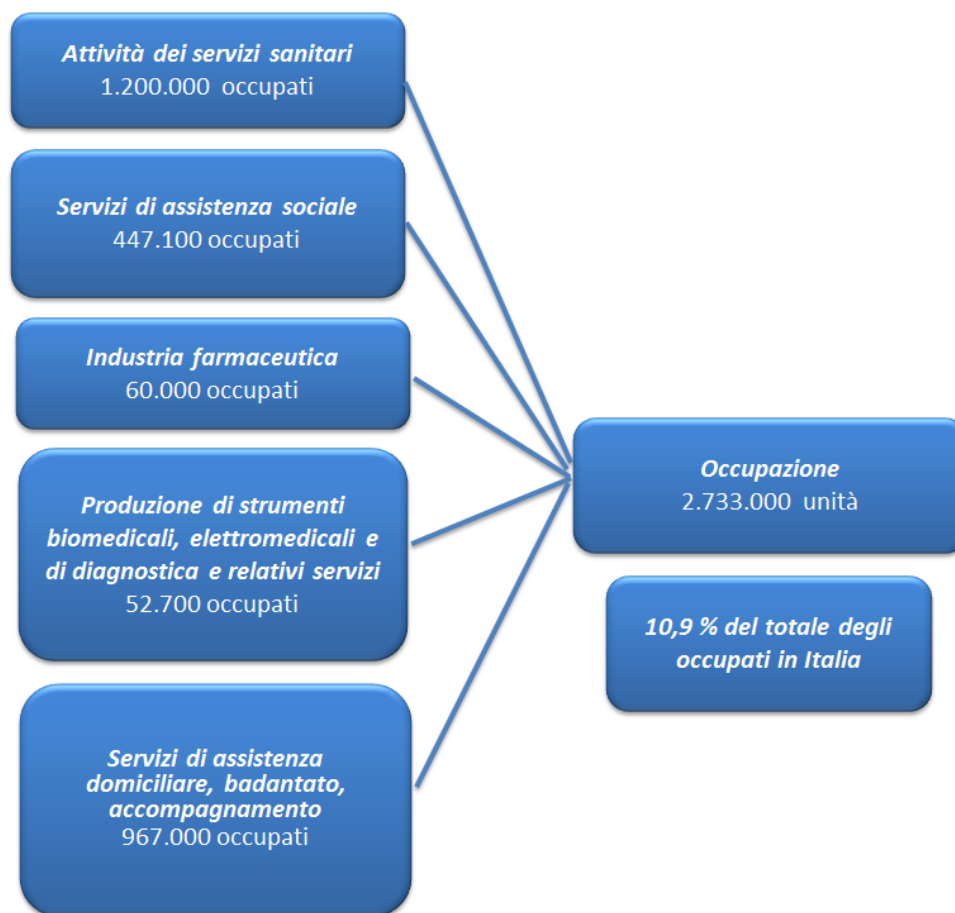 Attività dei servizi sanitari
1.200.000 occupati
Servizi di assistenza sociale
447.100 occupati
Industria farmaceutica
60.000 occupati
Produzione di strumenti
biomedicali, elettromedicali e
di diagnostica e relativi servizi
52.700 occupati
Servizi di assistenza
domiciliare, badantato,
accompagnamento
967.000 occupati
Occupazione
2.733.000 unità
10,9 % del totale degli
occupati in Italia